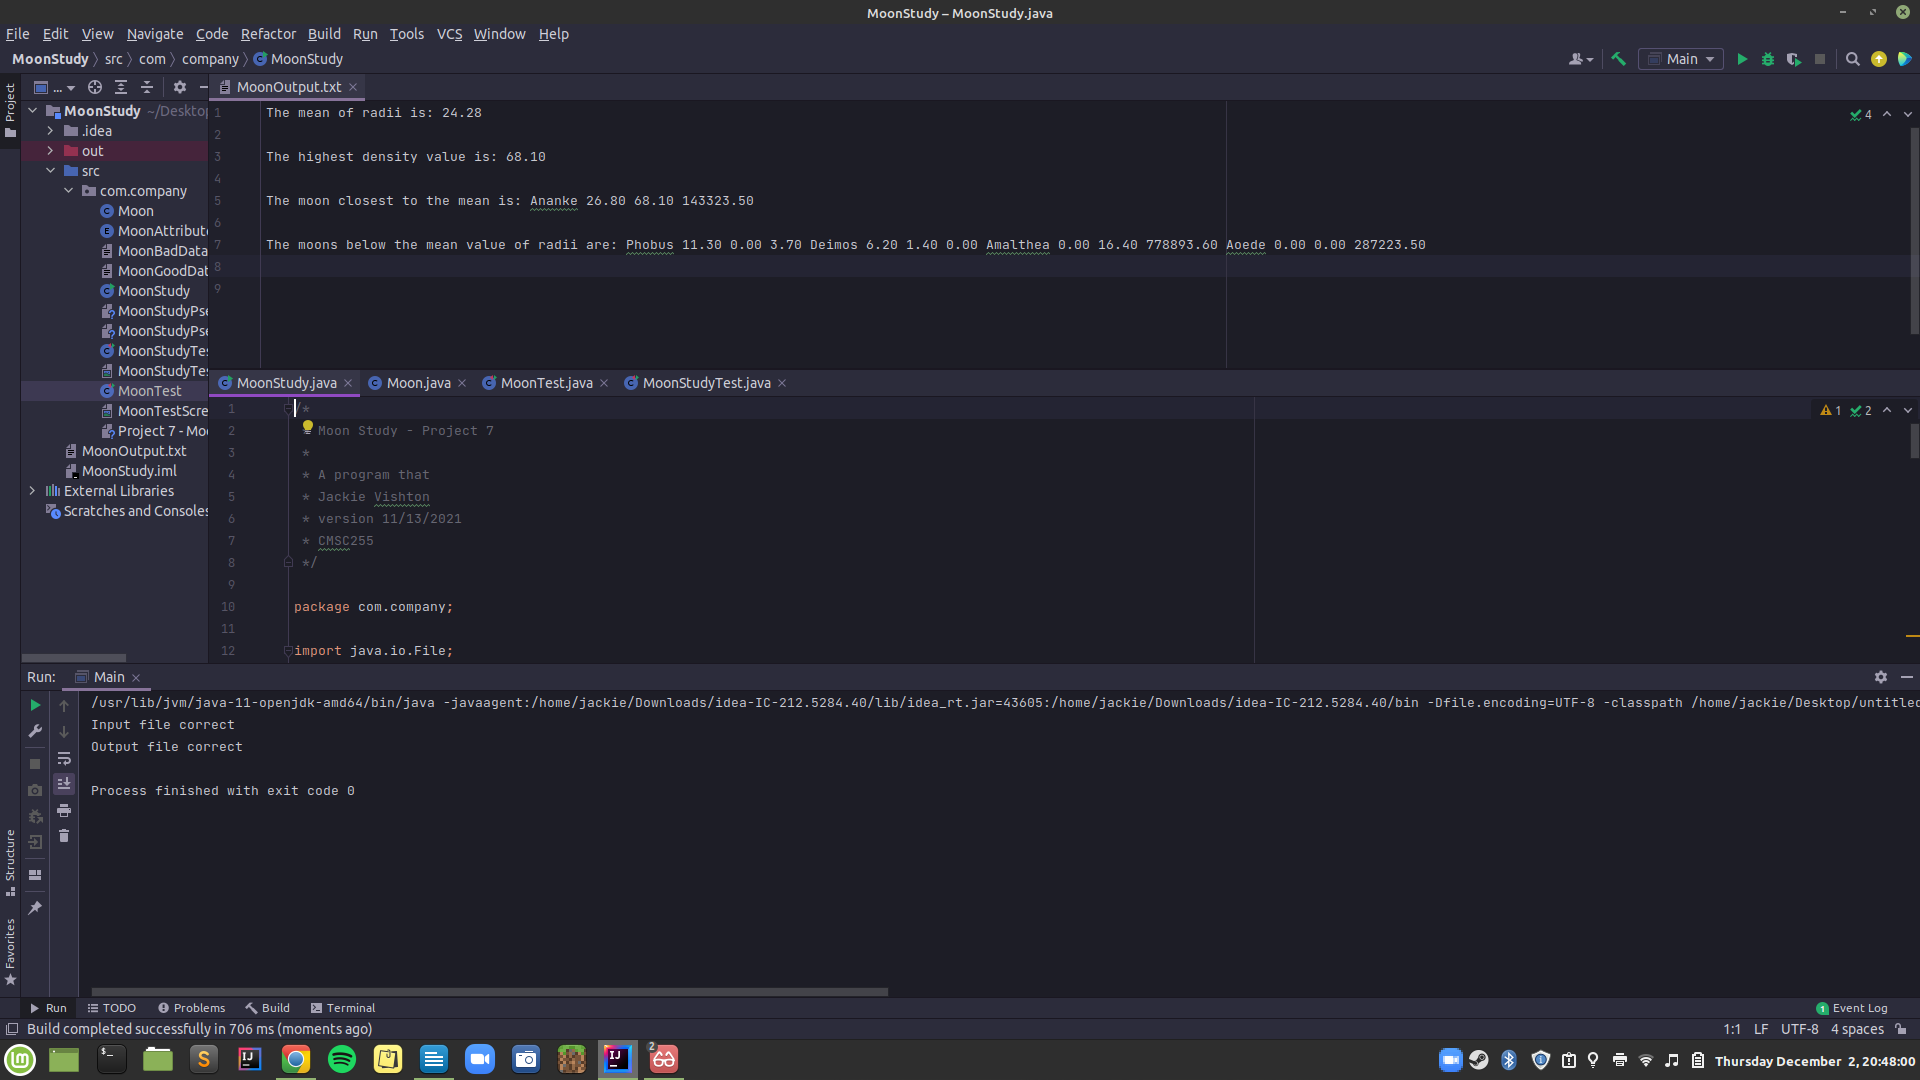 MoonStudy – MoonStudy.java
File Edit View Navigate Code Refactor Build Run Tools VCS Window Help
MoonStudy src com company MoonStudy
Main
Project
...
MoonOutput.txt
MoonStudy ~/Desktop
.idea
out
src
com.company
Moon
MoonAttribut
MoonBadData
MoonGoodDat
MoonStudy
MoonStudyPse
MoonStudyPse
MoonStudyTes
MoonStudyTes
MoonTest
MoonTestScre
Project 7 - Moo
MoonOutput.txt
MoonStudy.iml
External Libraries
Scratches and Consoles
1 The mean of radii is: 24.28
4
2
3 The highest density value is: 68.10
4
5 The moon closest to the mean is: Ananke 26.80 68.10 143323.50
6
7 The moons below the mean value of radii are: Phobus 11.30 0.00 3.70 Deimos 6.20 1.40 0.00 Amalthea 0.00 16.40 778893.60 Aoede 0.00 0.00 287223.50
8
9
MoonStudy.java Moon.java MoonTest.java MoonStudyTest.java
1 /*
1 2
2 Moon Study - Project 7
3 *
4 * A program that
5 * Jackie Vishton
6 * version 11/13/2021
7 * CMSC255
8 */
9
10 package com.company;
11
12 import java.io.File;
Run: Main
/usr/lib/jvm/java-11-openjdk-amd64/bin/java -javaagent:/home/jackie/Downloads/idea-IC-212.5284.40/lib/idea_rt.jar=43605:/home/jackie/Downloads/idea-IC-212.5284.40/bin -Dfile.encoding=UTF-8 -classpath /home/jackie/Desktop/untitled
Input file correct
Output file correct
Process finished with exit code 0
Structure
Favorites
Run TODO Problems Build Terminal
1 Event Log
Build completed successfully in 706 ms (moments ago)
1:1 LF UTF-8 4 spaces
2
Thursday December 2, 20:48:00